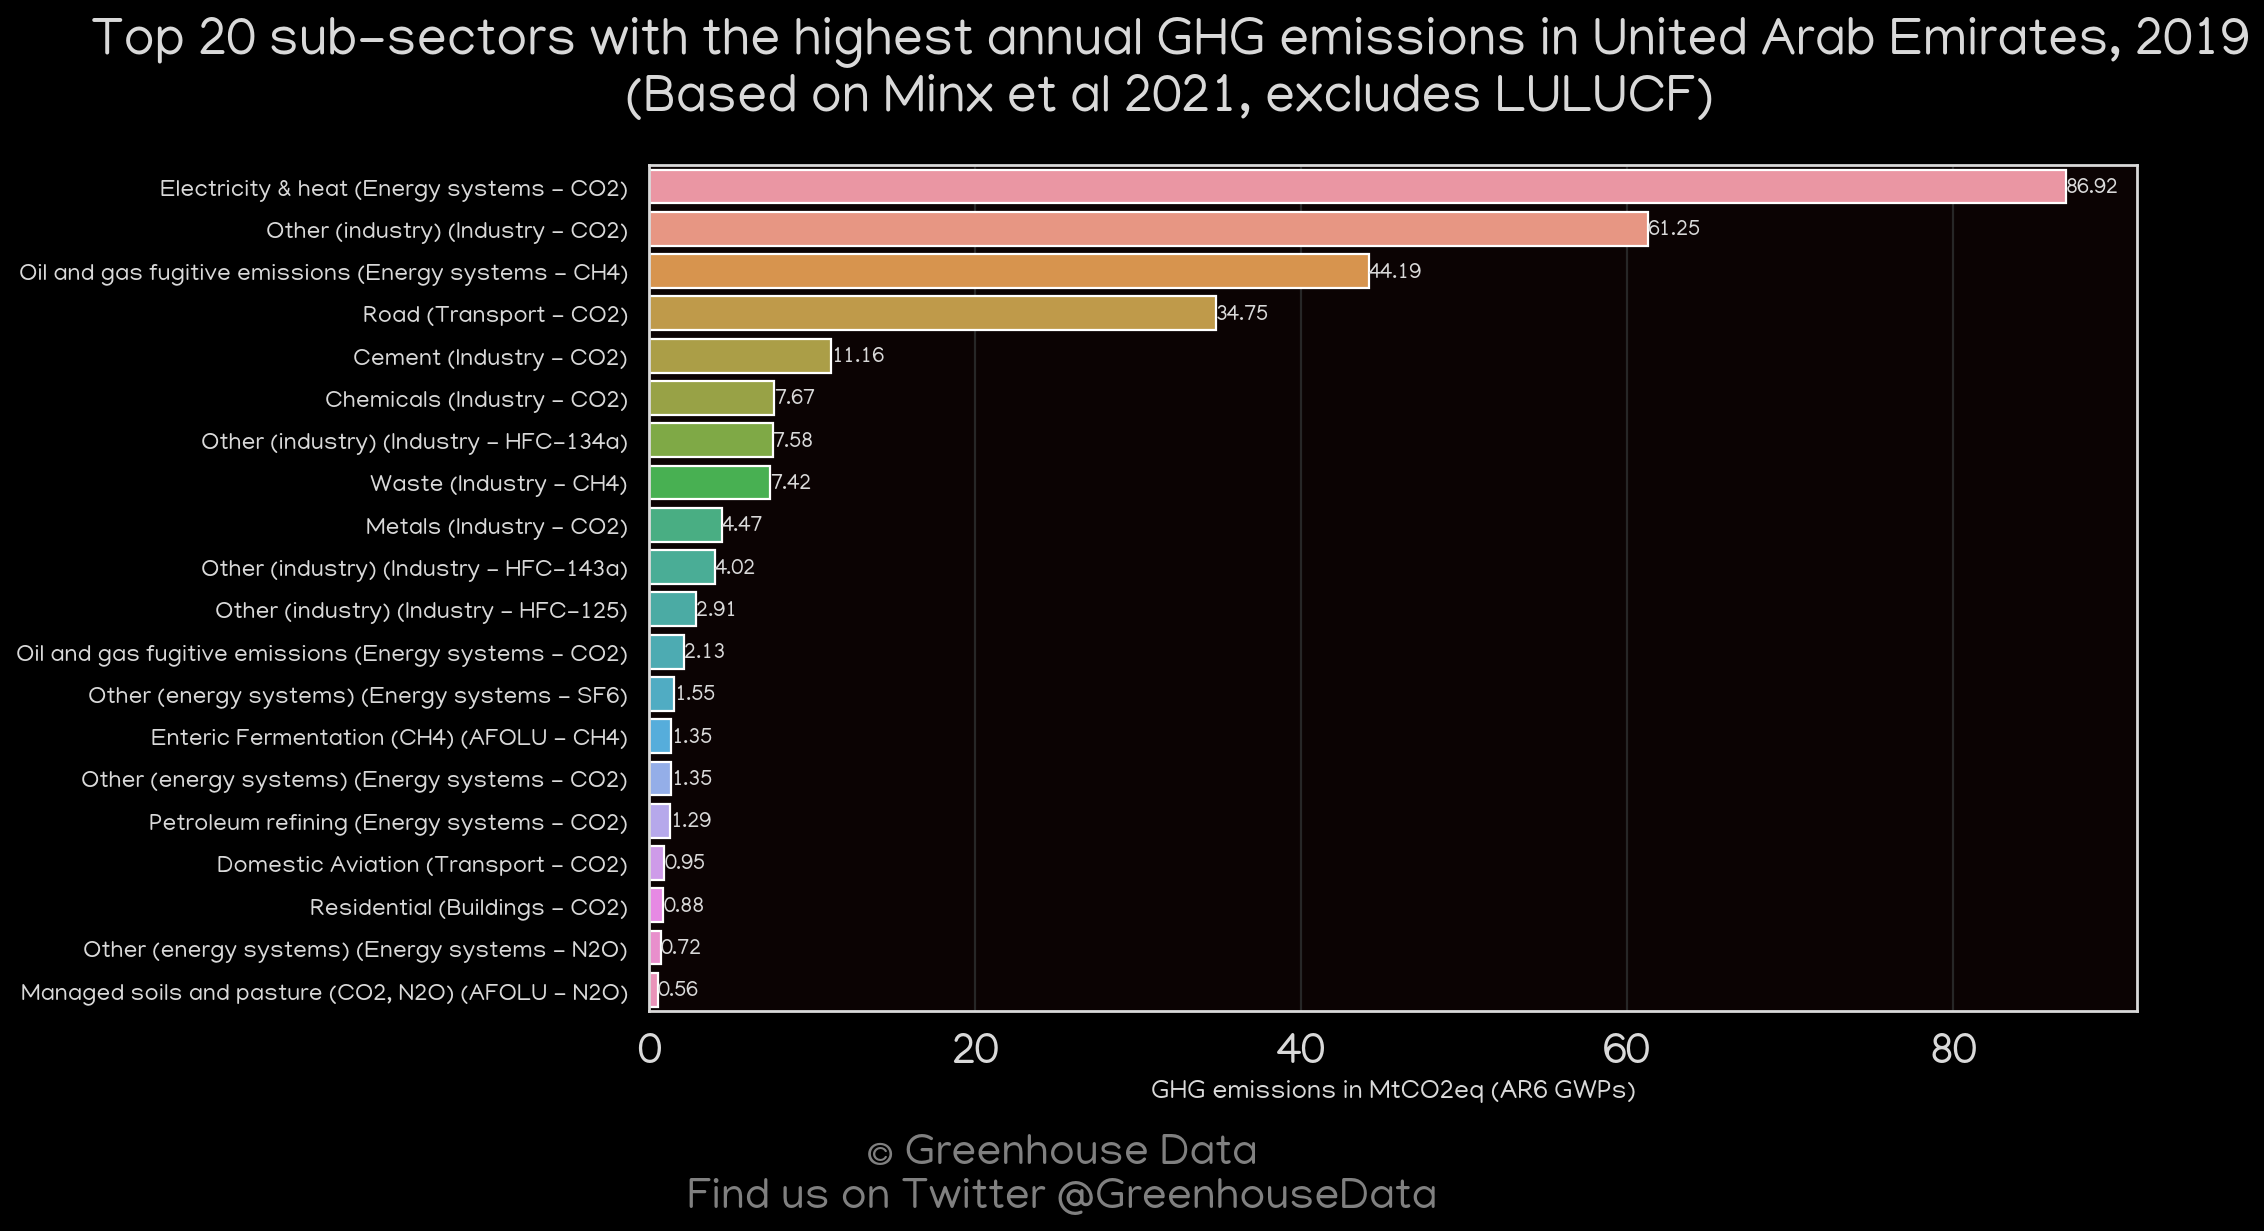 Top 20 sub-sectors with the highest annual GHG emissions in United Arab Emirates, 2019
(Based on Minx et al 2021, excludes LULUCF)
Electricity & heat (Energy systems - CO2) 86.92
Other (industry) (Industry - CO2) 61.25
Oil and gas fugitive emissions (Energy systems - CH4) 44.19
Road (Transport - CO2) 34.75
Cement (Industry - CO2) 11.16
Chemicals (Industry - CO2) 7.67
Other (industry) (Industry - HFC-134a) 7.58
Waste (Industry - CH4) 7.42
Metals (Industry - CO2) 4.47
Other (industry) (Industry - HFC-143a) 4.02
Other (industry) (Industry - HFC-125) 2.91
Oil and gas fugitive emissions (Energy systems - CO2) 2.13
Other (energy systems) (Energy systems - SF6) 1.55
Enteric Fermentation (CH4) (AFOLU - CH4) 1.35
Other (energy systems) (Energy systems - CO2) 1.35
Petroleum refining (Energy systems - CO2) 1.29
Domestic Aviation (Transport - CO2) 0.95
Residential (Buildings - CO2) 0.88
Other (energy systems) (Energy systems - N2O) 0.72
Managed soils and pasture (CO2, N2O) (AFOLU - N2O) 0.56
0 20 40 60 80
GHG emissions in MtCO2eq (AR6 GWPs)
© Greenhouse Data
Find us on Twitter @GreenhouseData